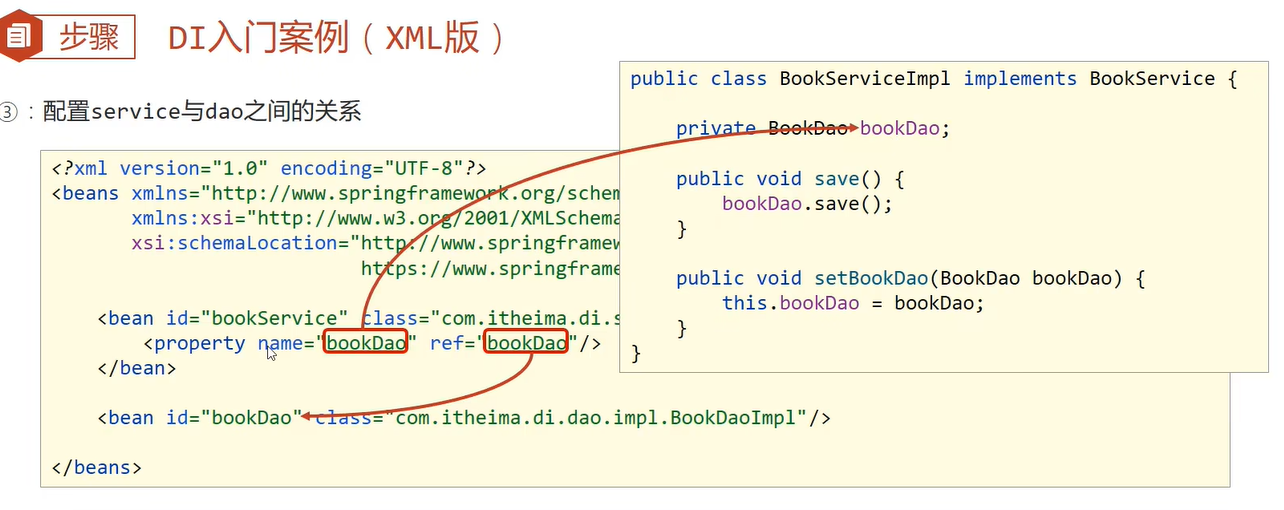 步骤
DI入门案例（XML版）
③：配置service与dao之间的关系
<?xml version="1.0" encoding="UTF-8"?>
<beans xmlns="http://www.springframework.org/schem
xmlns:xsi="http://www.w3.org/2001/XMLSchema
xsi:schemaLocation="http://www.springframew
https://www.springframe
<bean id="bookService" class="com.itheima.di.s
<property name="bookDao" ref="bookDao"/>
</bean>
<bean id="bookDao" class="com.itheima.di.dao.impl.BookDaoImpl"/>
</beans>
public class BookServiceImpl implements BookService {
private BookDao bookDao;
public void save() {
bookDao.save();
}
public void setBookDao(BookDao bookDao) {
this.bookDao = bookDao;
}
}